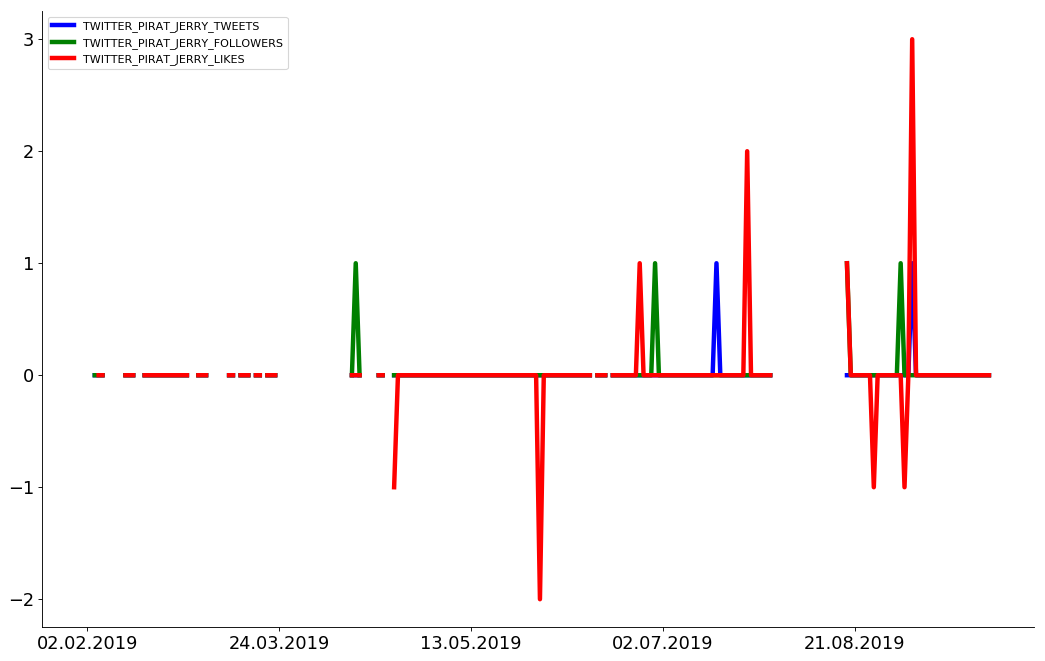 TWITTER_PIRAT_JERRY_TWEETS
TWITTER_PIRAT_JERRY_FOLLOWERS
TWITTER_PIRAT_JERRY_LIKES
3
2
1
0
−1
−2
02.02.2019 24.03.2019 13.05.2019 02.07.2019 21.08.2019